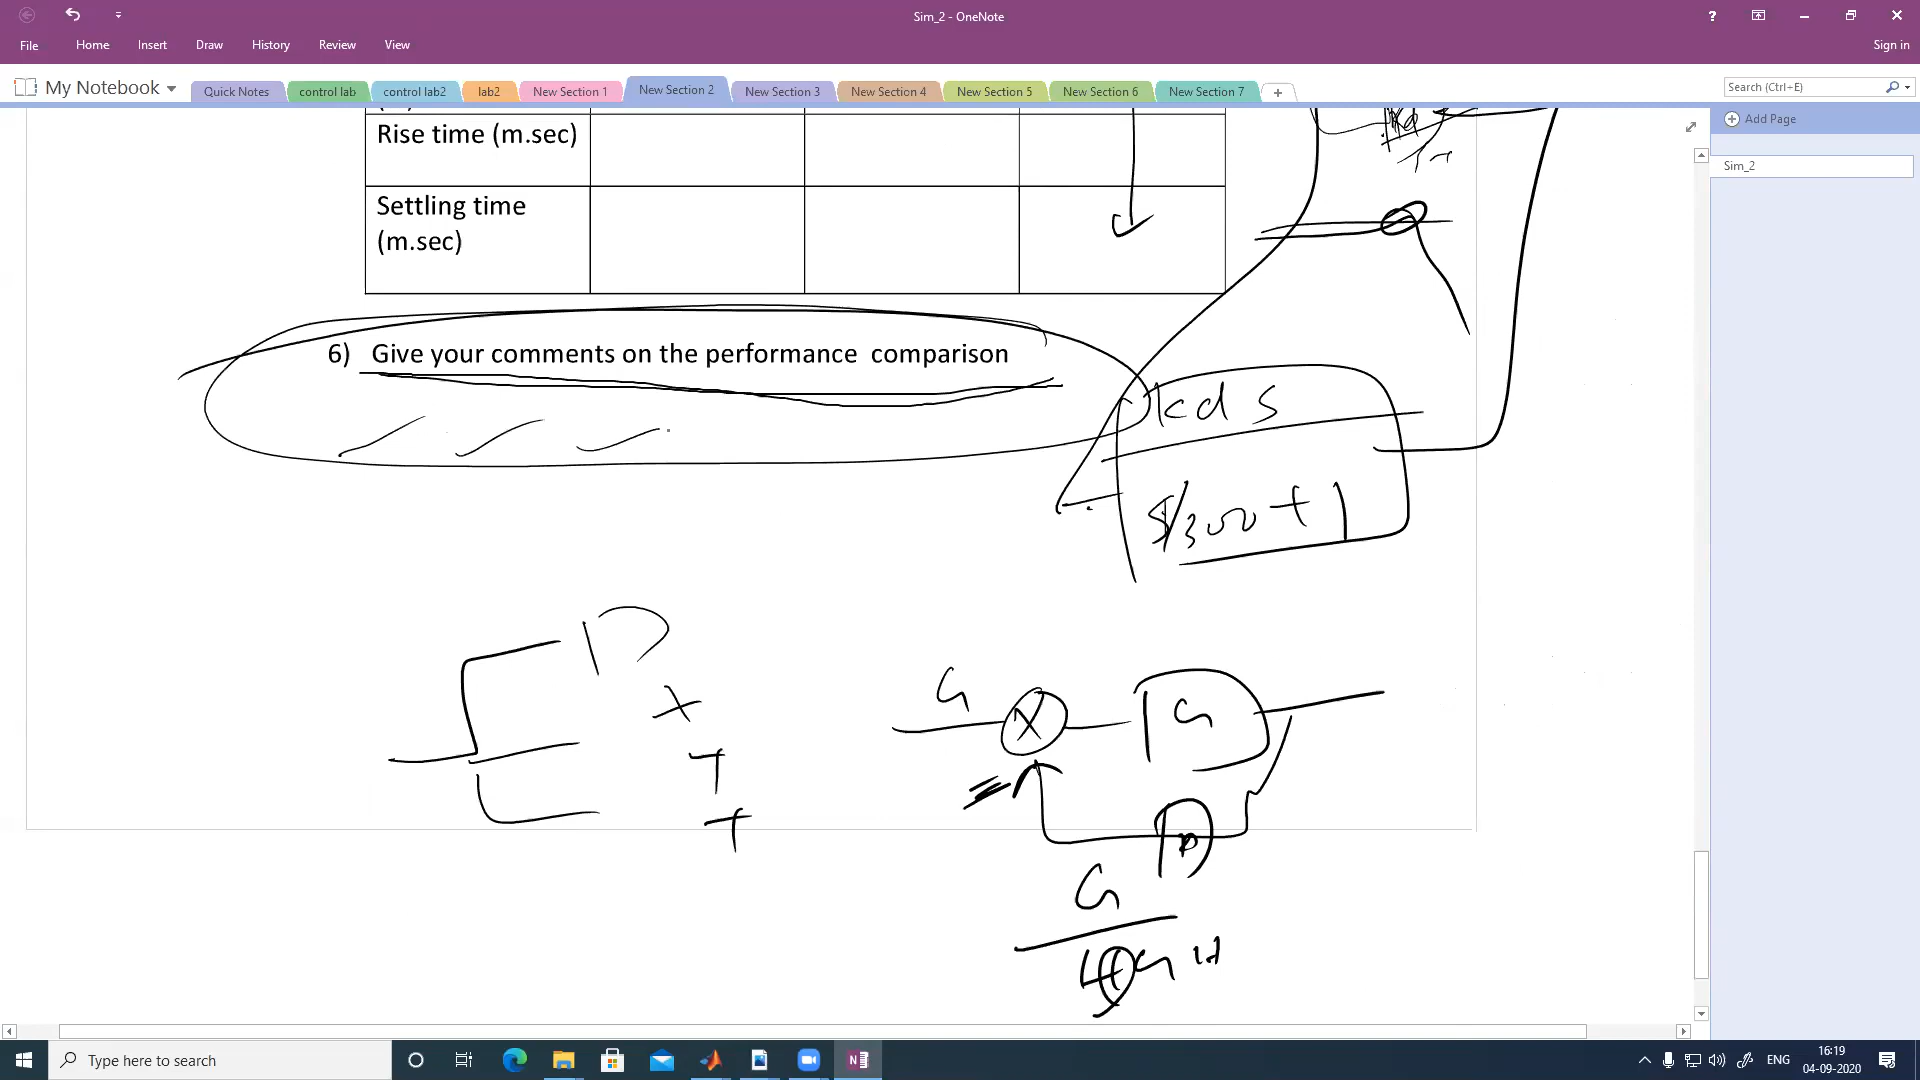 Sim_2 - OneNote
?
File Home Insert Draw History Review View
Sign in
My Notebook
Quick Notes control lab control lab2 lab2 New Section 1 New Section 2 New Section 3 New Section 4 New Section 5 New Section 6 New Section 7 +
Search (Ctrl+E)
Add Page
Sim_2
Rise time (m.sec)
Settling time
(m.sec)
6) Give your comments on the performance comparison
kd s
s/300 + 1
G
G
G
Type here to search
ENG
16:19
04-09-2020